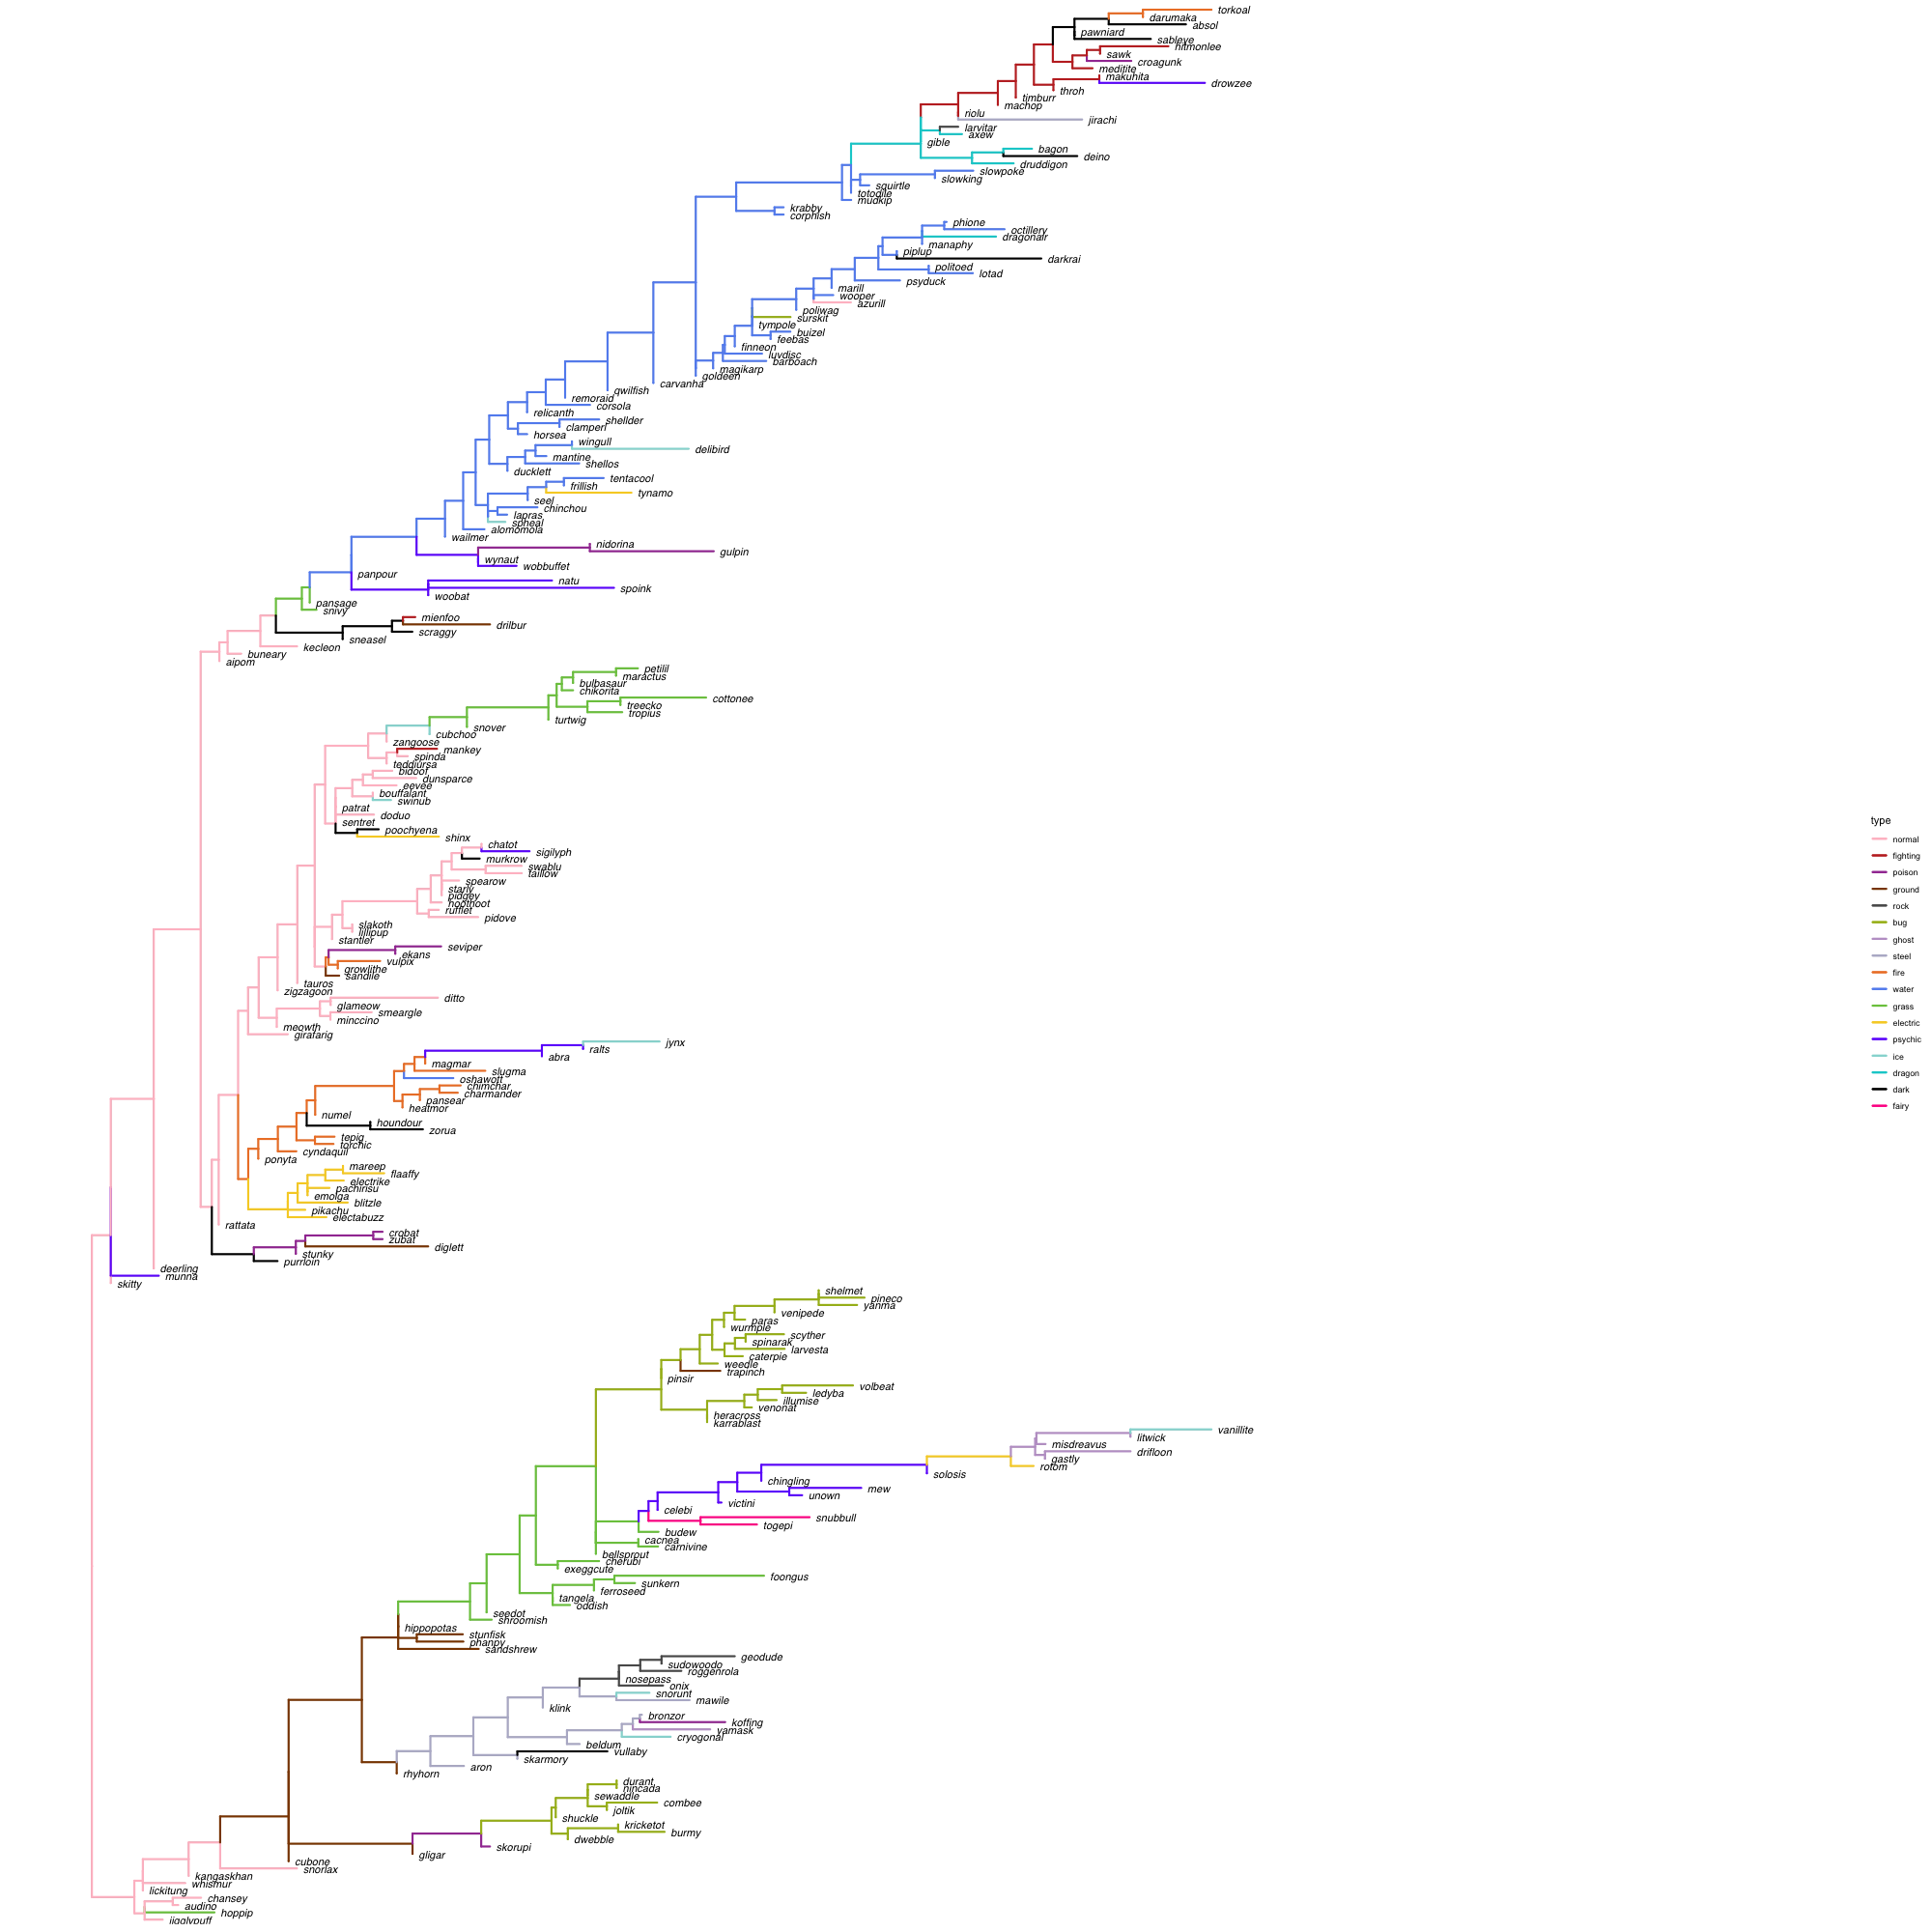 torkoal
darumaka
absol
pawniard
sableye
hitmonlee
sawk
croagunk
meditite
makuhita
drowzee
throh
timburr
machop
riolu
jirachi
larvitar
axew
gible
bagon
deino
druddigon
slowpoke
slowking
squirtle
totodile
mudkip
krabby
corphish
phione
octillery
dragonair
manaphy
piplup
darkrai
politoed
lotad
psyduck
marill
wooper
azurill
poliwag
surskit
tympole
buizel
feebas
finneon
luvdisc
barboach
magikarp
goldeen
carvanha
qwilfish
remoraid
corsola
relicanth
shellder
clamperl
horsea
wingull
delibird
mantine
shellos
ducklett
tentacool
frillish
tynamo
seel
chinchou
lapras
spheal
alomomola
wailmer
nidorina
gulpin
wynaut
wobbuffet
panpour
natu
spoink
woobat
pansage
snivy
mienfoo
drilbur
scraggy
sneasel
kecleon
buneary
aipom
petilil
maractus
bulbasaur
chikorita
cottonee
treecko
tropius
turtwig
snover
cubchoo
zangoose
mankey
spinda
teddiursa
bidoof
dunsparce
eevee
bouffalant
swinub
patrat
doduo
sentret
poochyena
shinx
chatot
sigilyph
murkrow
swablu
taillow
spearow
starly
pidgey
hoothoot
rufflet
pidove
slakoth
lillipup
stantler
seviper
ekans
vulpix
growlithe
sandile
tauros
zigzagoon
ditto
glameow
smeargle
minccino
meowth
girafarig
jynx
ralts
abra
magmar
slugma
oshawott
chimchar
charmander
pansear
heatmor
numel
houndour
zorua
tepig
torchic
cyndaquil
ponyta
mareep
flaaffy
electrike
pachirisu
emolga
blitzle
pikachu
electabuzz
rattata
crobat
zubat
diglett
stunky
purrloin
deerling
munna
skitty
shelmet
pineco
yanma
venipede
paras
wurmple
scyther
spinarak
larvesta
caterpie
weedle
trapinch
pinsir
volbeat
ledyba
illumise
venonat
heracross
karrablast
vanillite
litwick
misdreavus
drifloon
gastly
rotom
solosis
chingling
mew
unown
victini
celebi
snubbull
togepi
budew
cacnea
carnivine
bellsprout
cherubi
exeggcute
foongus
sunkern
ferroseed
tangela
oddish
seedot
shroomish
hippopotas
stunfisk
phanpy
sandshrew
geodude
sudowoodo
roggenrola
nosepass
onix
snorunt
mawile
klink
bronzor
koffing
yamask
cryogonal
beldum
vullaby
skarmory
aron
rhyhorn
durant
nincada
sewaddle
combee
joltik
shuckle
kricketot
burmy
dwebble
skorupi
gligar
cubone
snorlax
kangaskhan
whismur
lickitung
chansey
audino
hoppip
jigglypuff
type
normal
fighting
poison
ground
rock
bug
ghost
steel
fire
water
grass
electric
psychic
ice
dragon
dark
fairy